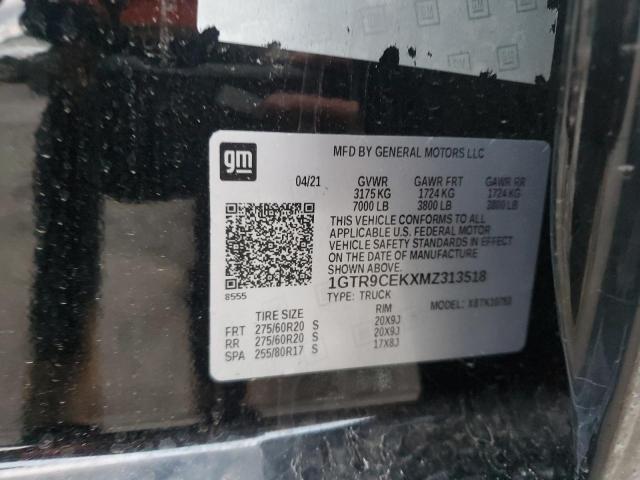 gm
MFD BY GENERAL MOTORS LLC
04/21 GVWR GAWR FRT GAWR RR
3175 KG 1724 KG 1724 KG
7000 LB 3800 LB 3800 LB
THIS VEHICLE CONFORMS TO ALL
APPLICABLE U.S. FEDERAL MOTOR
VEHICLE SAFETY STANDARDS IN EFFECT
ON THE DATE OF MANUFACTURE
SHOWN ABOVE.
1GTR9CEKXMZ313518
8555
TYPE: TRUCK MODEL:
TIRE SIZE RIM
FRT 275/60R20 S 20X9J
RR 275/60R20 S 20X9J
SPA 255/80R17 S 17X8J